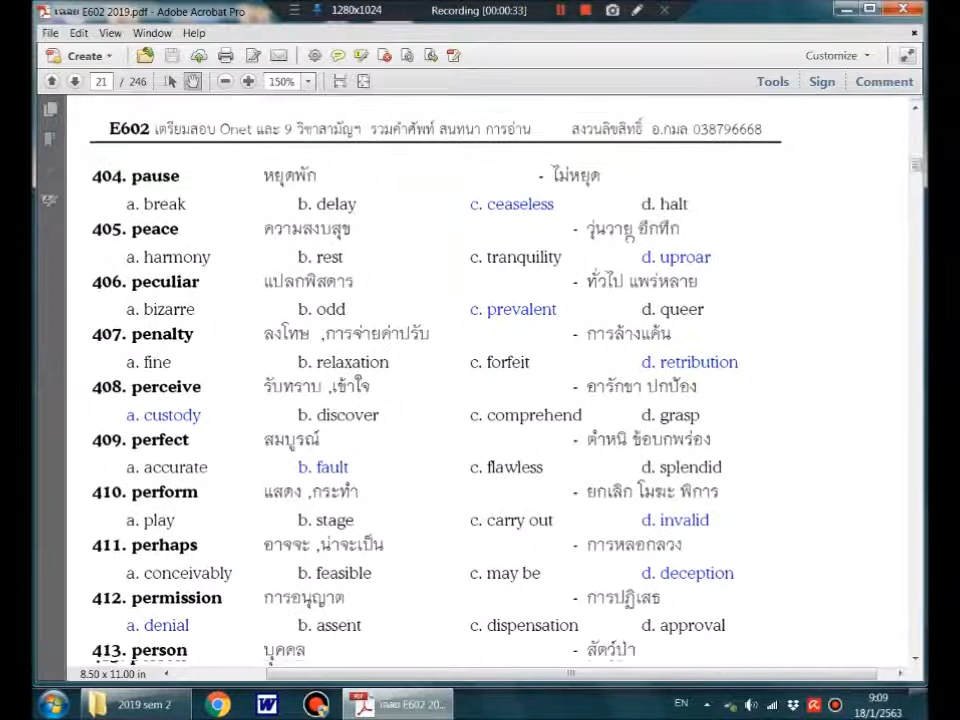 เฉลย E602 2019.pdf - Adobe Acrobat Pro
1280x1024
Recording [00:00:33]
File Edit View Window Help
Create
Customize
21 / 246
150%
Tools Sign Comment
E602 เตรียมสอบ Onet และ 9 วิชาสามัญฯ รวมคำศัพท์ สนทนา การอ่าน สงวนลิขสิทธิ์ อ.กมล 038796668
404. pause หยุดพัก - ไม่หยุด
a. break b. delay c. ceaseless d. halt
405. peace ความสงบสุข - วุ่นวาย อึกทึก
a. harmony b. rest c. tranquility d. uproar
406. peculiar แปลกพิสดาร - ทั่วไป แพร่หลาย
a. bizarre b. odd c. prevalent d. queer
407. penalty ลงโทษ ,การจ่ายค่าปรับ - การล้างแค้น
a. fine b. relaxation c. forfeit d. retribution
408. perceive รับทราบ ,เข้าใจ - อารักขา ปกป้อง
a. custody b. discover c. comprehend d. grasp
409. perfect สมบูรณ์ - ตำหนิ ข้อบกพร่อง
a. accurate b. fault c. flawless d. splendid
410. perform แสดง ,กระทำ - ยกเลิก โมฆะ พิการ
a. play b. stage c. carry out d. invalid
411. perhaps อาจจะ ,น่าจะเป็น - การหลอกลวง
a. conceivably b. feasible c. may be d. deception
412. permission การอนุญาต - การปฏิเสธ
a. denial b. assent c. dispensation d. approval
413. person บุคคล - สัตว์ป่า
8.50 x 11.00 in
2019 sem 2
เฉลย E602 20...
EN
9:09
18/1/2563